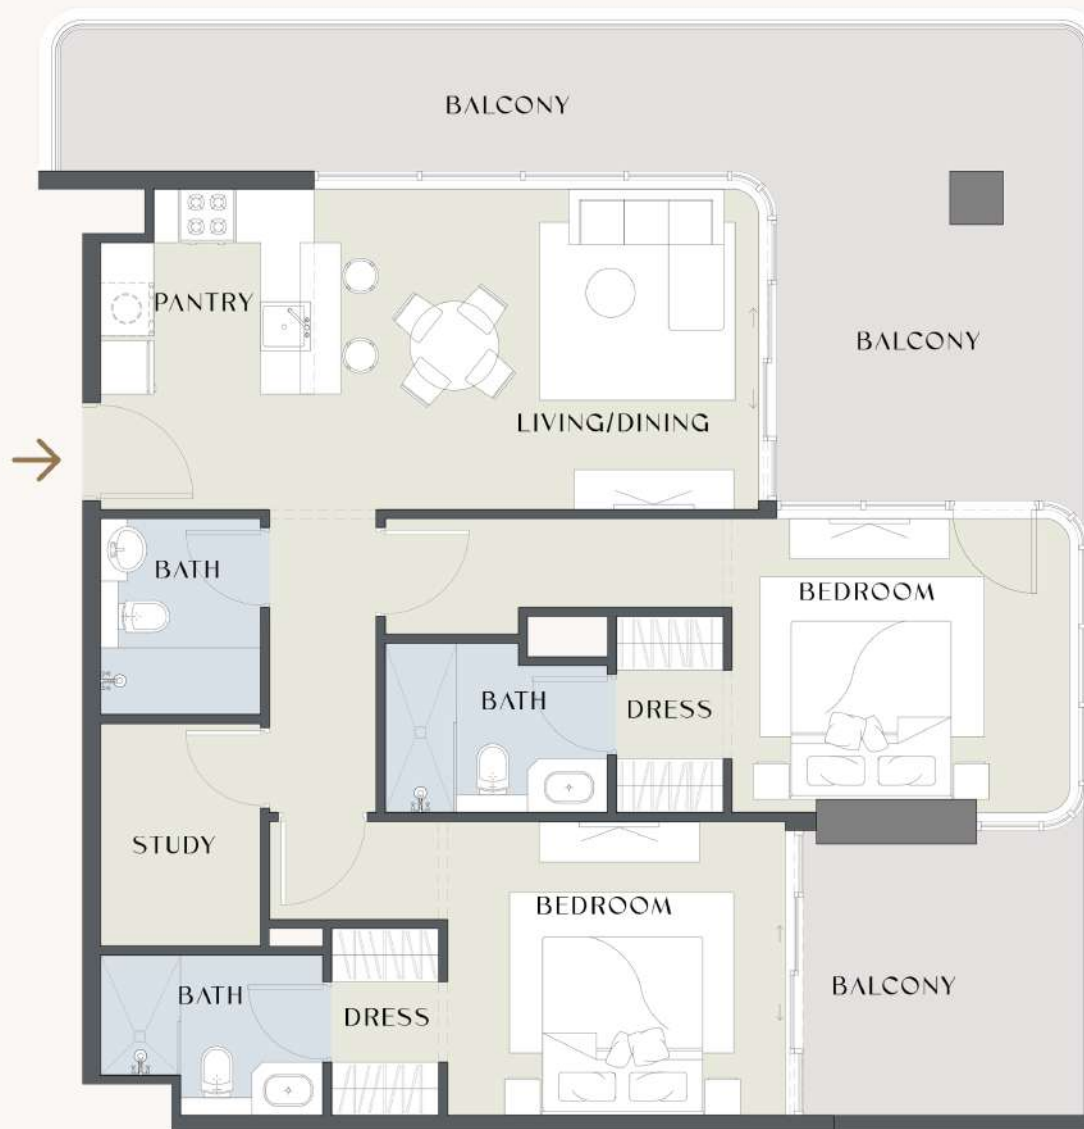 BALCONY
BALCONY
PANTRY
LIVING/DINING
BATH
BEDROOM
BATH
DRESS
STUDY
BEDROOM
BALCONY
BATH
DRESS